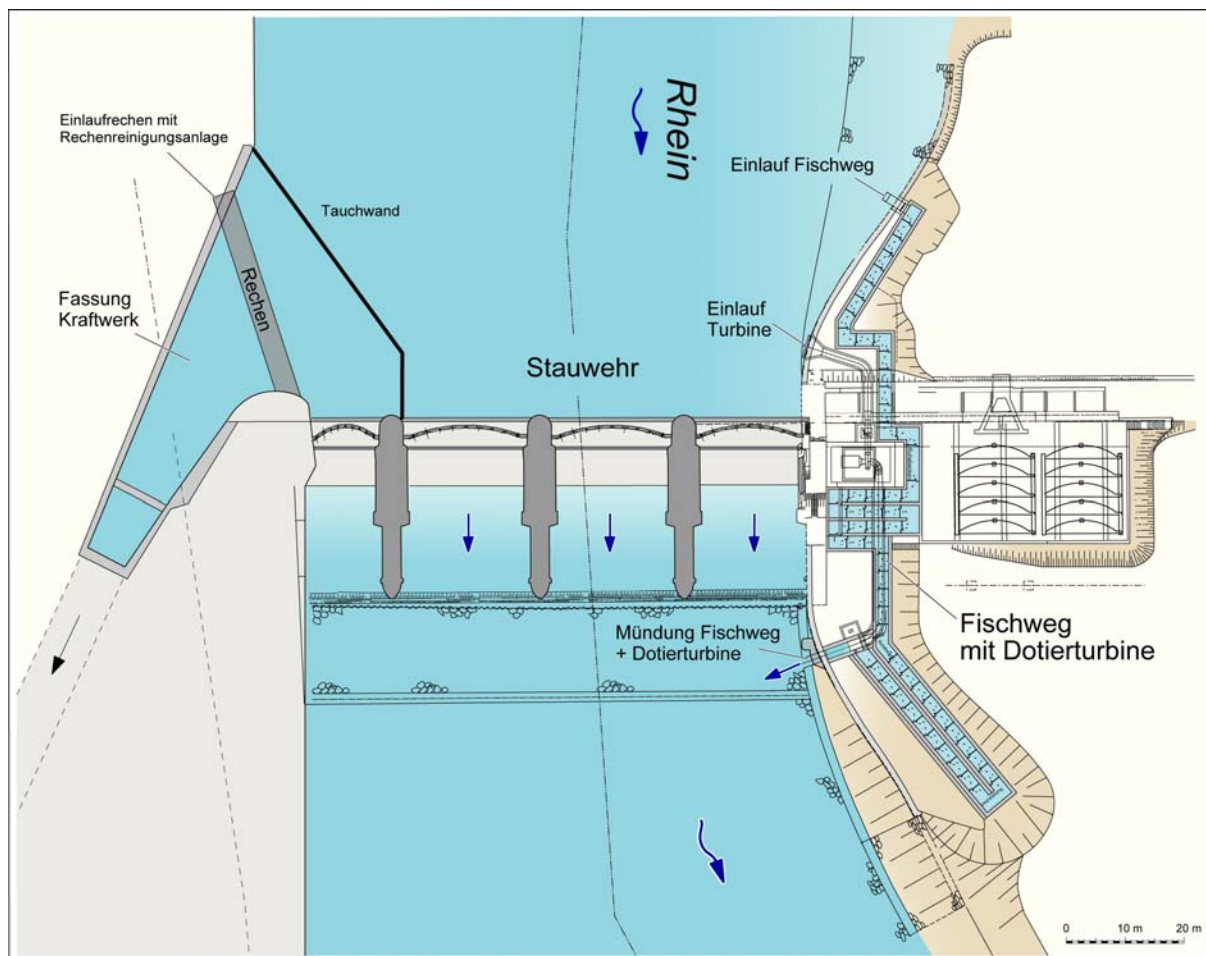 Rhein
Einlaufrechen mit
Rechenreinigungsanlage
Einlauf Fischweg
Tauchwand
Rechen
Fassung
Kraftwerk
Einlauf
Turbine
Stauwehr
Mündung Fischweg
+ Dotierturbine
Fischweg
mit Dotierturbine
0 10 m 20 m